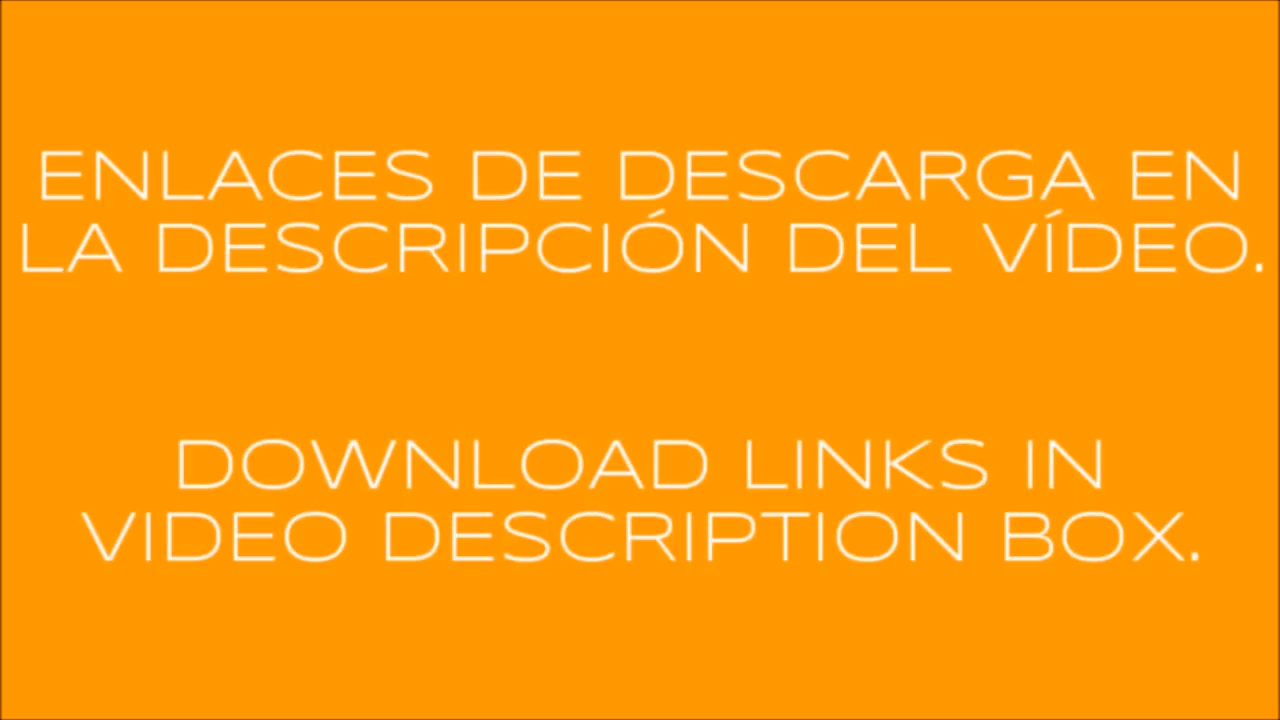 ENLACES DE DESCARGA EN
LA DESCRIPCIÓN DEL VÍDEO.
DOWNLOAD LINKS IN
VIDEO DESCRIPTION BOX.